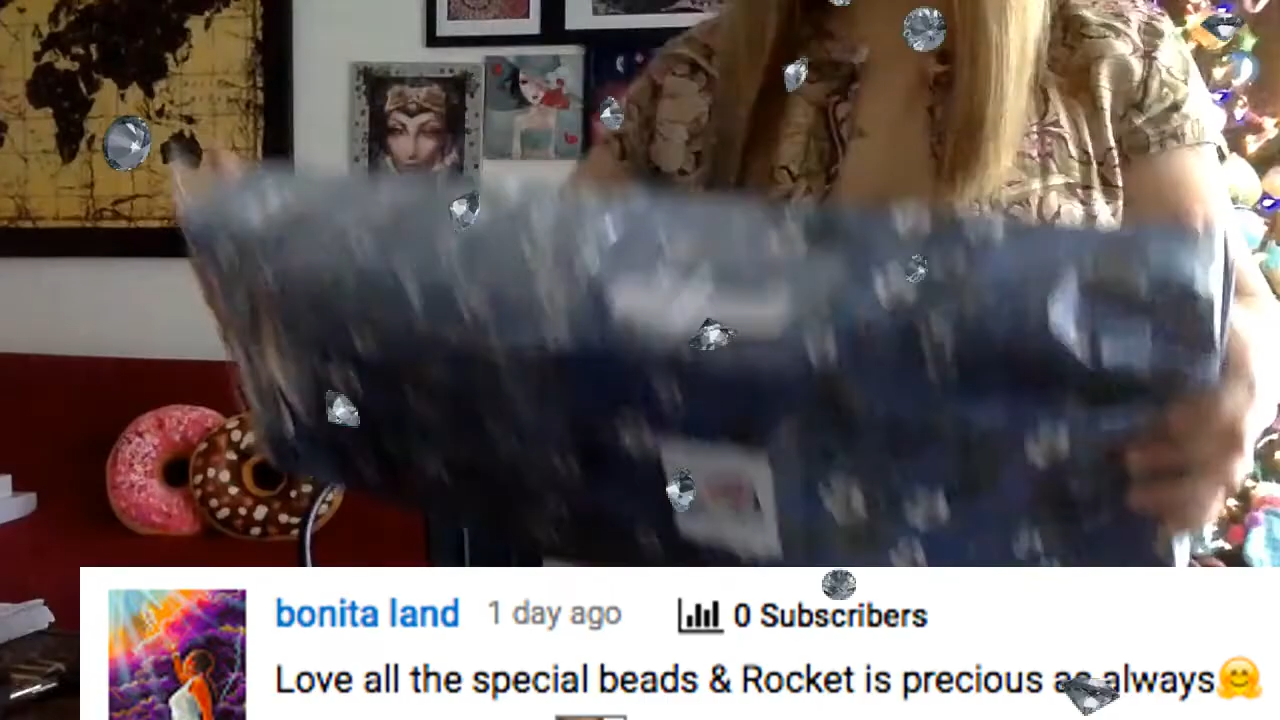 bonita land 1 day ago 0 Subscribers
Love all the special beads & Rocket is precious as always🤗